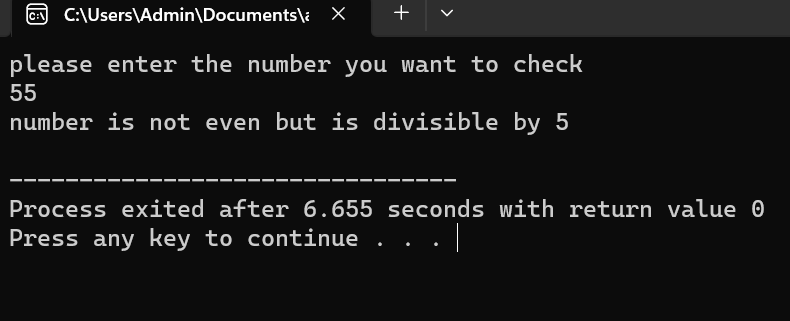 C:\Users\Admin\Documents\a
please enter the number you want to check
55
number is not even but is divisible by 5
--------------------------------
Process exited after 6.655 seconds with return value 0
Press any key to continue . . .